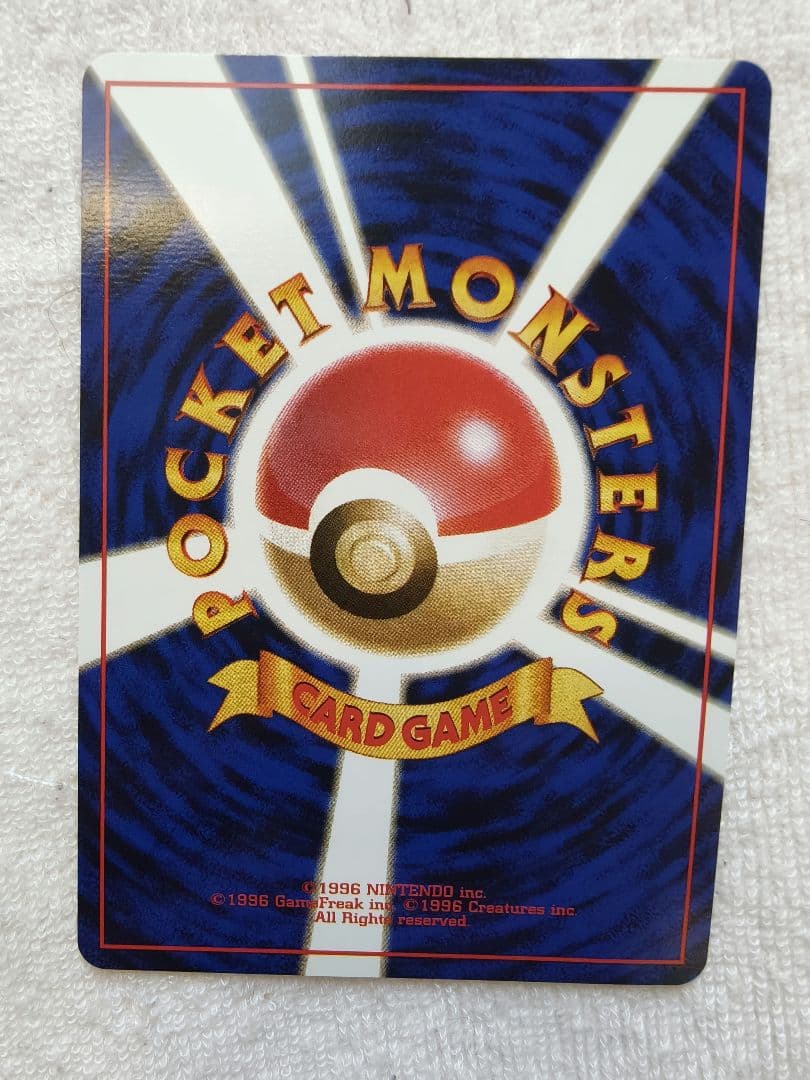 POCKET MONSTERS
CARD GAME
©1996 NINTENDO inc.
©1996 GameFreak inc. ©1996 Creatures inc.
All Rights reserved.